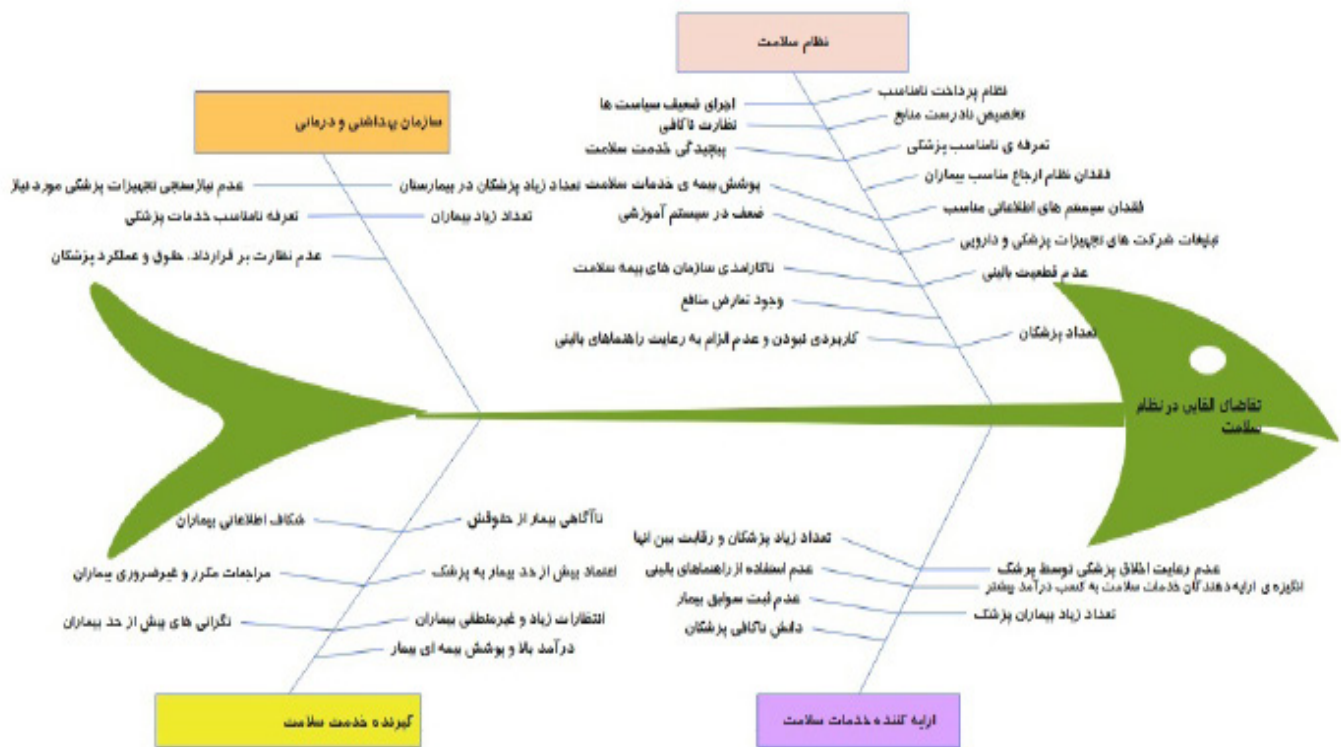 نظام سلامت
نظام پرداخت نامناسب
اجرای ضعیف سیاست ها
تخصیص نادرست منابع
نظارت ناکافی
تعرفه ی نامناسب پزشکی
پیچیدگی خدمت سلامت
فقدان نظام ارجاع مناسب بیماران
پوشش بیمه ی خدمات سلامت
فقدان سیستم های اطلاعاتی مناسب
ضعف در سیستم آموزشی
تبلیغات شرکت های تجهیزات پزشکی و دارویی
عدم قطعیت بالینی
ناکارامدی سازمان های بیمه سلامت
وجود تعارض منافع
تعداد پزشکان
کاربردی نبودن و عدم الزام به رعایت راهنماهای بالینی
سازمان بهداشتی و درمانی
تعداد زیاد پزشکان در بیمارستان
عدم نیازسنجی تجهیزات پزشکی مورد نیاز
تعداد زیاد بیماران
تعرفه نامناسب خدمات پزشکی
عدم نظارت بر قرارداد، حقوق و عملکرد پزشکان
تقاضای القایی در نظام
سلامت
تعداد زیاد پزشکان و رقابت بین انها
عدم رعایت اخلاق پزشکی توسط پزشک
عدم استفاده از راهنماهای بالینی
انگیزه ی ارایه دهندگان خدمات سلامت به کسب درآمد بیشتر
عدم ثبت سوابق بیمار
تعداد زیاد بیماران پزشک
دانش ناکافی پزشکان
ارایه کننده خدمات سلامت
ناآگاهی بیمار از حقوقش
شکاف اطلاعاتی بیماران
اعتماد بیش از حد بیمار به پزشک
مراجعات مکرر و غیرضروری بیماران
انتظارات زیاد و غیرمنطقی بیماران
نگرانی های بیش از حد بیماران
درآمد بالا و پوشش بیمه ای بیمار
گیرنده خدمت سلامت